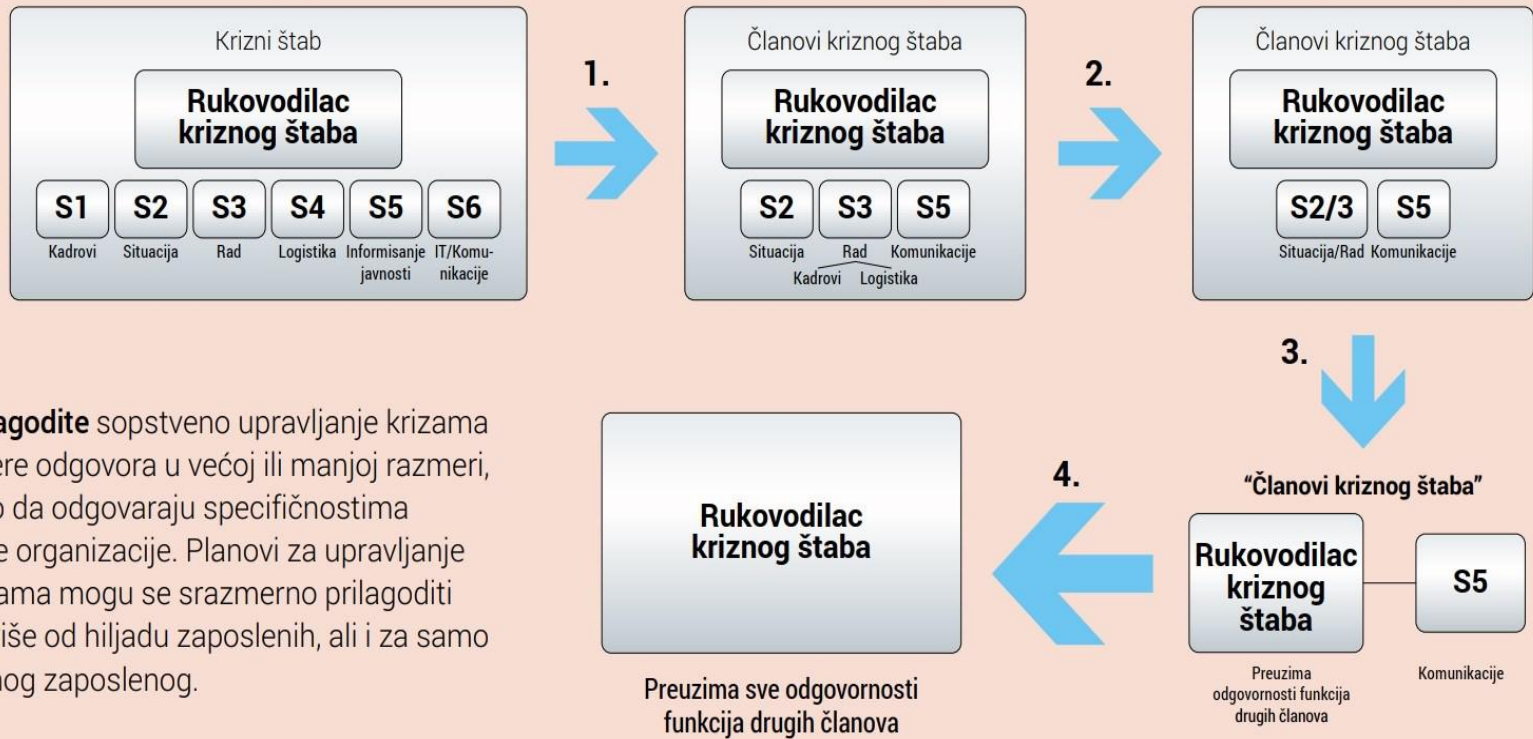 Krizni štab
Rukovodilac
kriznog štaba
S1
S2
S3
S4
S5
S6
Kadrovi
Situacija
Rad
Logistika
Informisanje
javnosti
IT/Komu-
nikacije
1.
Članovi kriznog štaba
Rukovodilac
kriznog štaba
S2
S3
S5
Situacija
Rad
Komunikacije
Kadrovi
Logistika
2.
Članovi kriznog štaba
Rukovodilac
kriznog štaba
S2/3
S5
Situacija/Rad
Komunikacije
3.
“Članovi kriznog štaba”
Rukovodilac
kriznog
štaba
S5
Preuzima
odgovornosti funkcija
drugih članova
Komunikacije
4.
Rukovodilac
kriznog štaba
Preuzima sve odgovornosti
funkcija drugih članova
agodite sopstveno upravljanje krizama
ere odgovora u većoj ili manjoj razmeri,
o da odgovaraju specifičnostima
e organizacije. Planovi za upravljanje
ama mogu se srazmerno prilagoditi
iše od hiljadu zaposlenih, ali i za samo
nog zaposlenog.